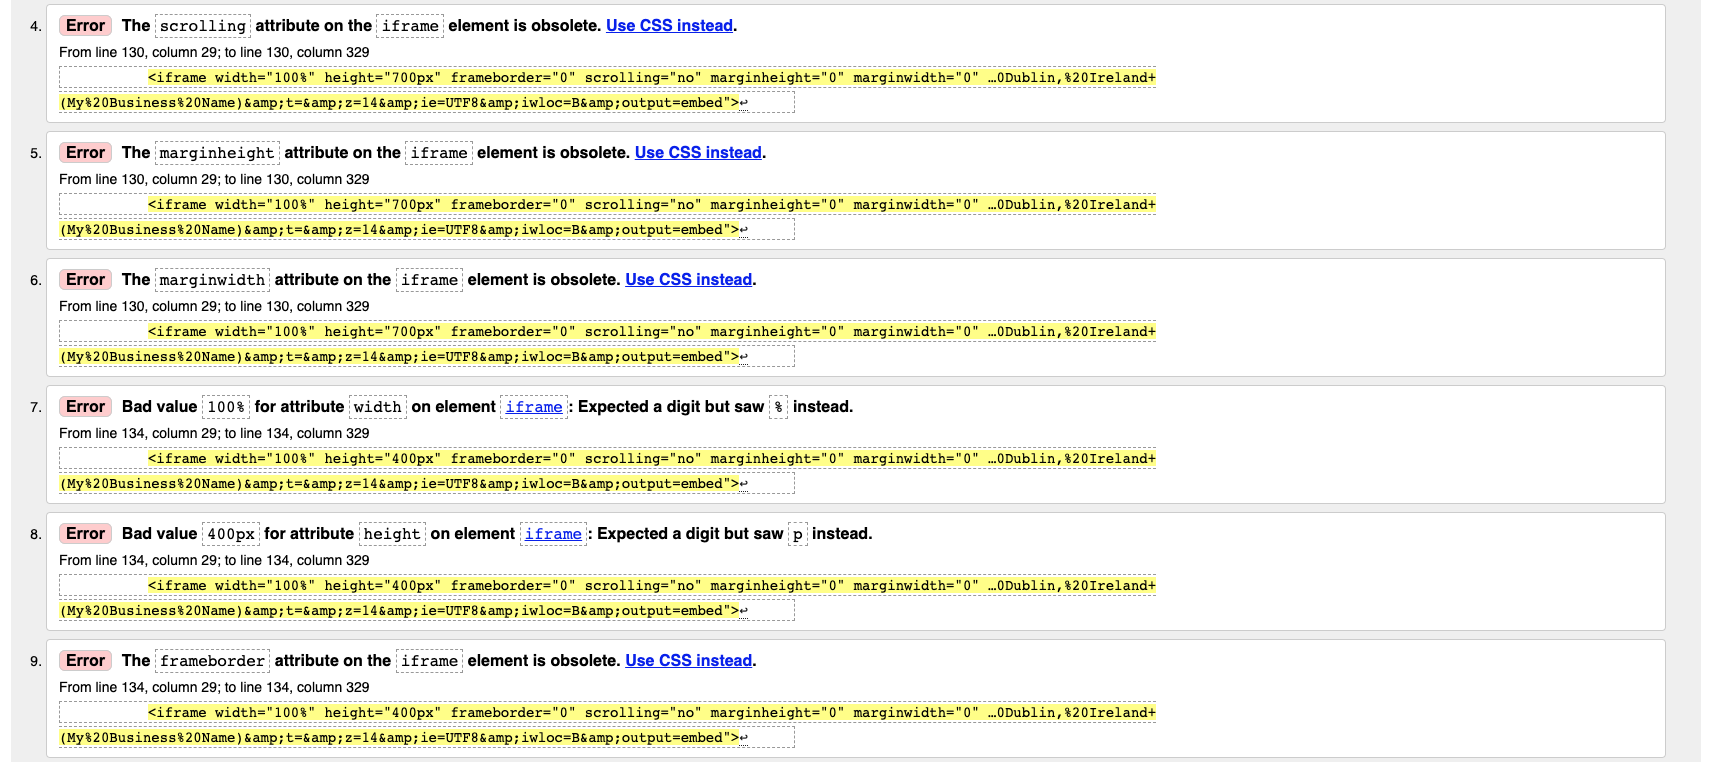 4. Error The scrolling attribute on the iframe element is obsolete. Use CSS instead.
From line 130, column 29; to line 130, column 329
<iframe width="100%" height="700px" frameborder="0" scrolling="no" marginheight="0" marginwidth="0" …0Dublin,%20Ireland+
(My%20Business%20Name)&amp;t=&amp;z=14&amp;ie=UTF8&amp;iwloc=B&amp;output=embed">↩
5. Error The marginheight attribute on the iframe element is obsolete. Use CSS instead.
From line 130, column 29; to line 130, column 329
<iframe width="100%" height="700px" frameborder="0" scrolling="no" marginheight="0" marginwidth="0" …0Dublin,%20Ireland+
(My%20Business%20Name)&amp;t=&amp;z=14&amp;ie=UTF8&amp;iwloc=B&amp;output=embed">↩
6. Error The marginwidth attribute on the iframe element is obsolete. Use CSS instead.
From line 130, column 29; to line 130, column 329
<iframe width="100%" height="700px" frameborder="0" scrolling="no" marginheight="0" marginwidth="0" …0Dublin,%20Ireland+
(My%20Business%20Name)&amp;t=&amp;z=14&amp;ie=UTF8&amp;iwloc=B&amp;output=embed">↩
7. Error Bad value 100% for attribute width on element iframe: Expected a digit but saw % instead.
From line 134, column 29; to line 134, column 329
<iframe width="100%" height="400px" frameborder="0" scrolling="no" marginheight="0" marginwidth="0" …0Dublin,%20Ireland+
(My%20Business%20Name)&amp;t=&amp;z=14&amp;ie=UTF8&amp;iwloc=B&amp;output=embed">↩
8. Error Bad value 400px for attribute height on element iframe: Expected a digit but saw p instead.
From line 134, column 29; to line 134, column 329
<iframe width="100%" height="400px" frameborder="0" scrolling="no" marginheight="0" marginwidth="0" …0Dublin,%20Ireland+
(My%20Business%20Name)&amp;t=&amp;z=14&amp;ie=UTF8&amp;iwloc=B&amp;output=embed">↩
9. Error The frameborder attribute on the iframe element is obsolete. Use CSS instead.
From line 134, column 29; to line 134, column 329
<iframe width="100%" height="400px" frameborder="0" scrolling="no" marginheight="0" marginwidth="0" …0Dublin,%20Ireland+
(My%20Business%20Name)&amp;t=&amp;z=14&amp;ie=UTF8&amp;iwloc=B&amp;output=embed">↩